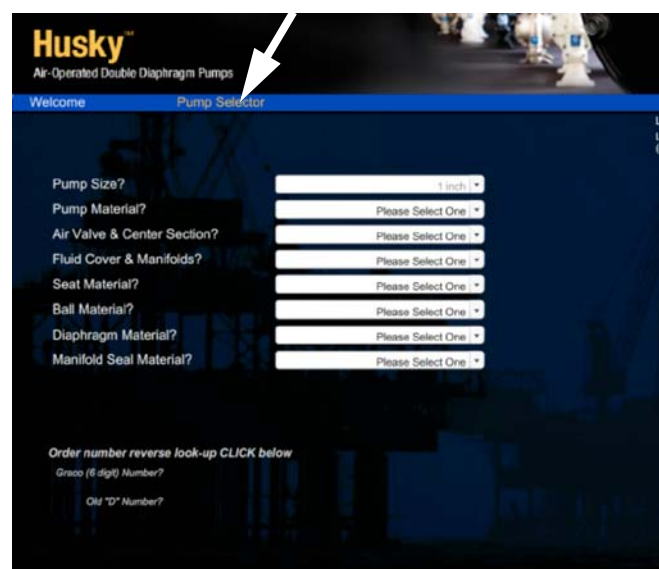 Husky™
Air-Operated Double Diaphragm Pumps
Welcome Pump Selector
Pump Size? 1 inch
Pump Material? Please Select One
Air Valve & Center Section? Please Select One
Fluid Cover & Manifolds? Please Select One
Seat Material? Please Select One
Ball Material? Please Select One
Diaphragm Material? Please Select One
Manifold Seal Material? Please Select One
Order number reverse look-up CLICK below
Graco (6 digit) Number?
Old "D" Number?